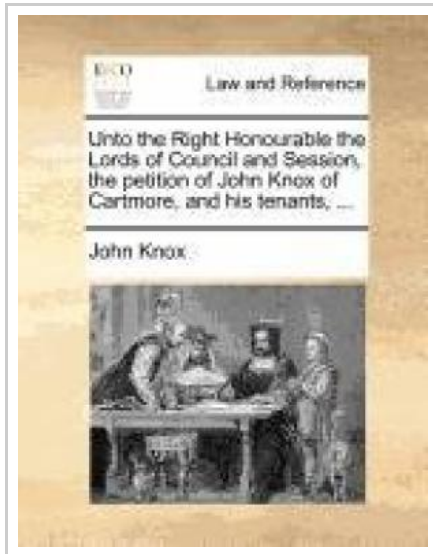 ECCO
Law and Reference
Unto the Right Honourable the
Lords of Council and Session,
the petition of John Knox of
Cartmore, and his tenants, ...
John Knox